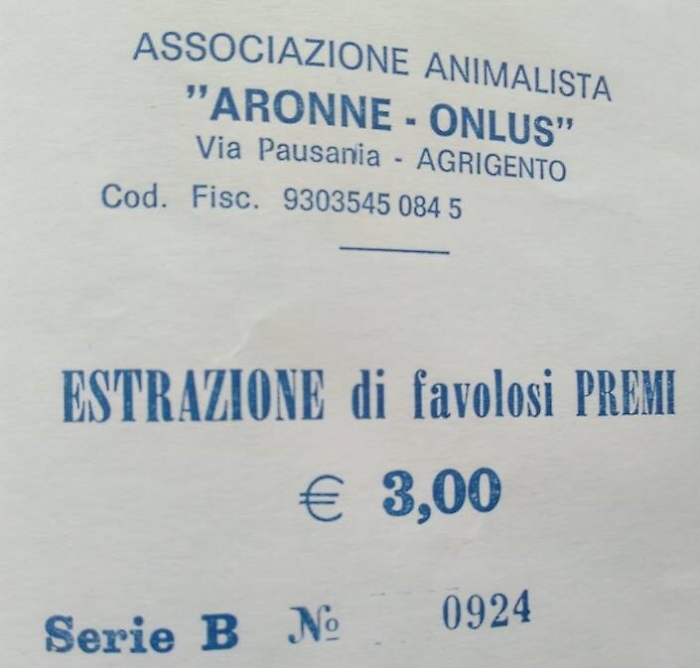 ASSOCIAZIONE ANIMALISTA
"ARONNE - ONLUS"
Via Pausania - AGRIGENTO
Cod. Fisc. 9303545 084 5
ESTRAZIONE di favolosi PREMI
€ 3,00
Serie B Nº 0924